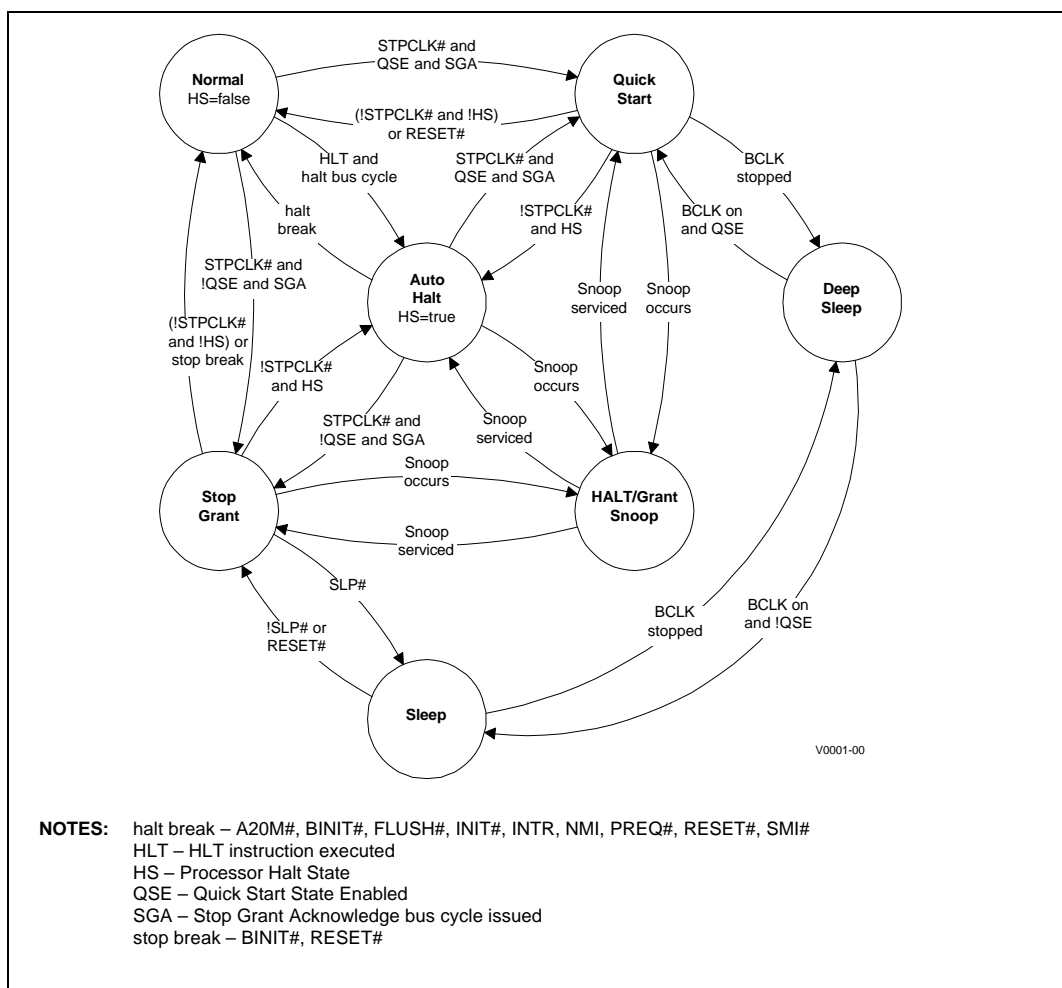 Normal
HS=false
STPCLK# and
QSE and SGA
Quick
Start
(!STPCLK# and !HS)
or RESET#
HLT and
halt bus cycle
STPCLK# and
QSE and SGA
BCLK
stopped
halt
break
!STPCLK#
and HS
BCLK on
and QSE
STPCLK# and
!QSE and SGA
Auto
Halt
HS=true
Snoop
serviced
Snoop
occurs
Deep
Sleep
(!STPCLK#
and !HS) or
stop break
!STPCLK#
and HS
Snoop
occurs
STPCLK# and
!QSE and SGA
Snoop
serviced
Stop
Grant
Snoop
occurs
HALT/Grant
Snoop
Snoop
serviced
SLP#
!SLP# or
RESET#
BCLK
stopped
BCLK on
and !QSE
Sleep
V0001-00
NOTES: halt break – A20M#, BINIT#, FLUSH#, INIT#, INTR, NMI, PREQ#, RESET#, SMI#
HLT – HLT instruction executed
HS – Processor Halt State
QSE – Quick Start State Enabled
SGA – Stop Grant Acknowledge bus cycle issued
stop break – BINIT#, RESET#